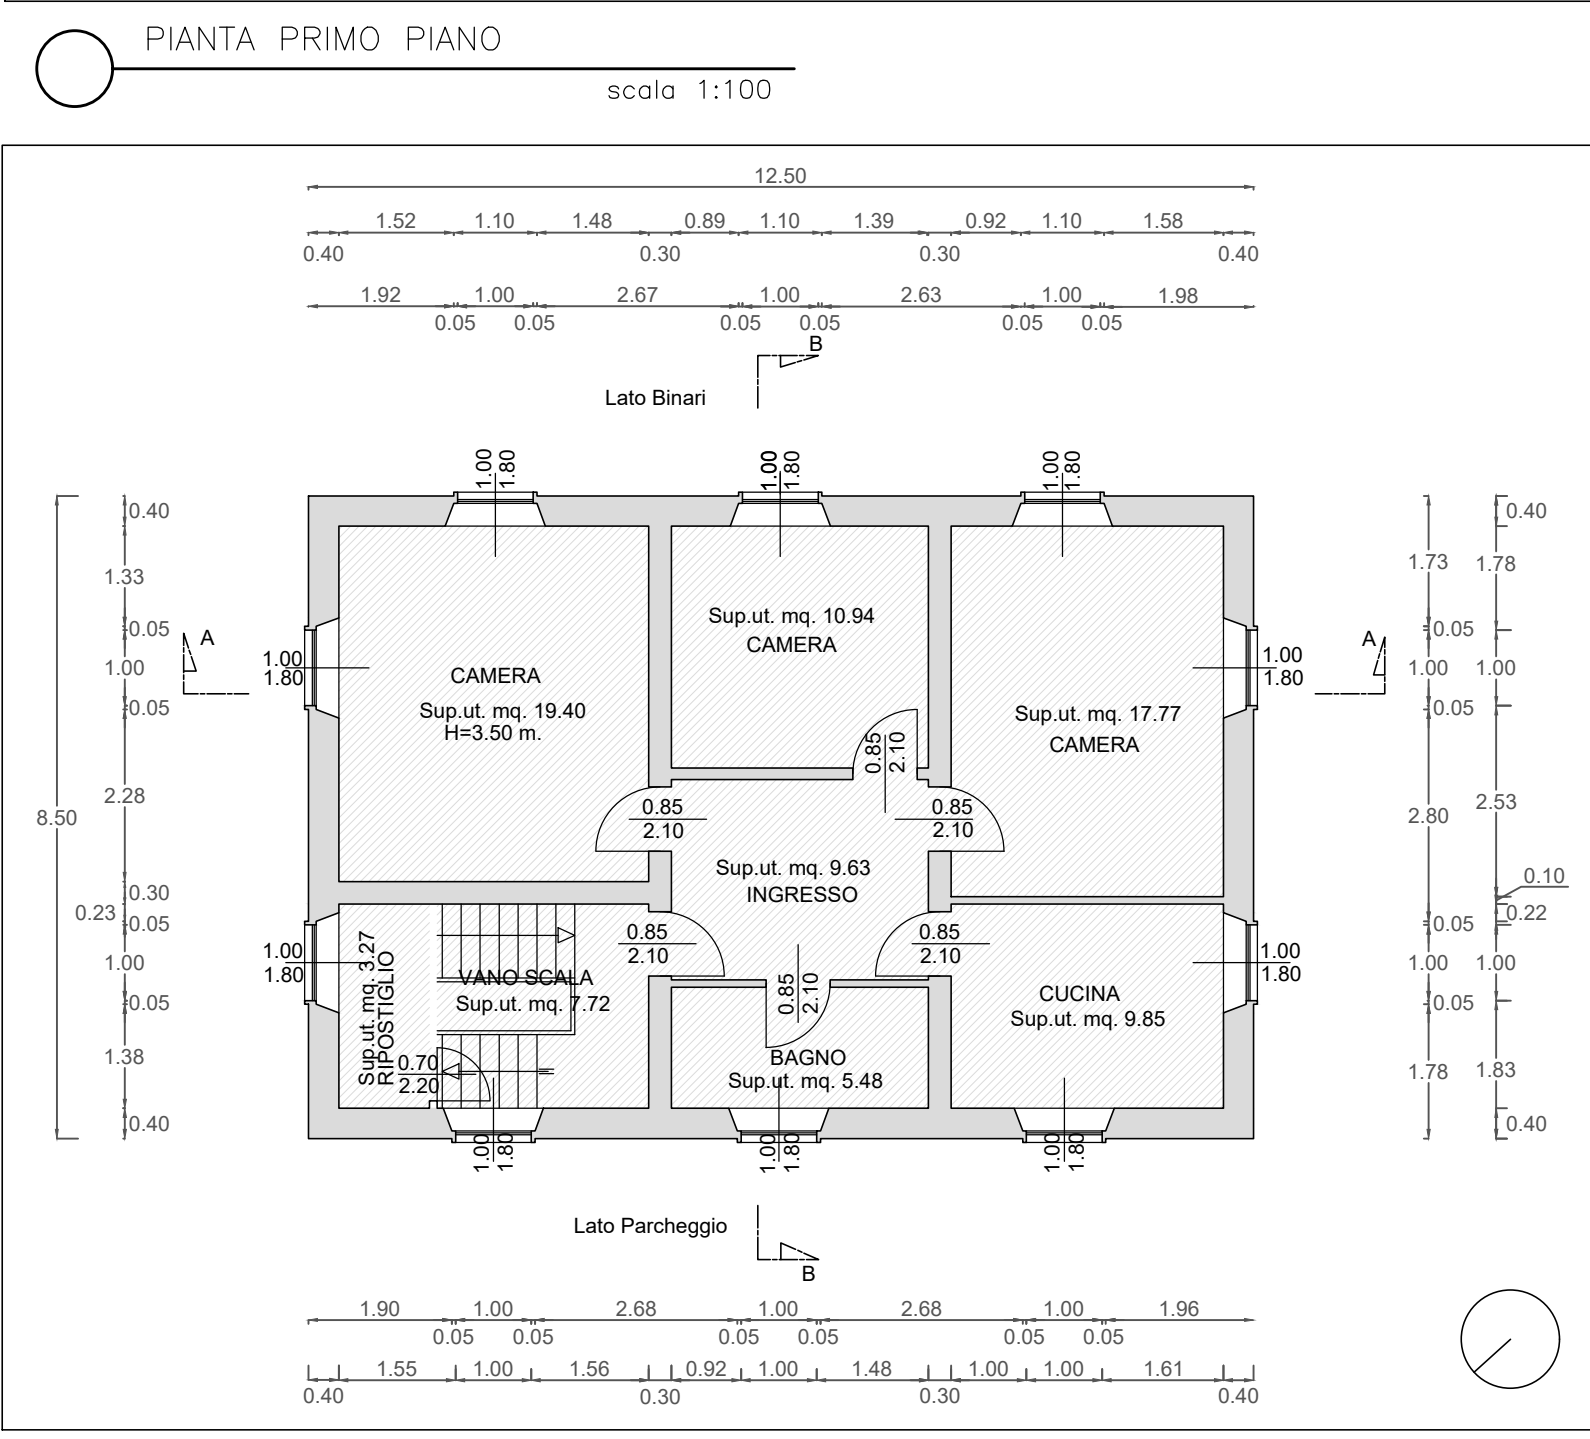 PIANTA PRIMO PIANO
scala 1:100
12.50
1.52 1.10 1.48 0.89 1.10 1.39 0.92 1.10 1.58
0.40 0.30 0.30 0.40
1.92 1.00 2.67 1.00 2.63 1.00 1.98
0.05 0.05 0.05 0.05 0.05 0.05
B
Lato Binari
1.00 1.80 1.00 1.80 1.00 1.80
8.50
0.40
1.33
0.05
1.00
0.05
2.28
0.30
0.23
0.05
1.00
0.05
1.38
0.40
A
1.00
1.80
1.00
1.80
CAMERA
Sup.ut. mq. 19.40
H=3.50 m.
Sup.ut. mq. 10.94
CAMERA
0.85
2.10
Sup.ut. mq. 17.77
CAMERA
0.85
2.10
0.85
2.10
Sup.ut. mq. 9.63
INGRESSO
0.85
2.10
0.85
2.10
0.85
2.10
Sup.ut. mq. 3.27
RIPOSTIGLIO
VANO SCALA
Sup.ut. mq. 7.72
0.70
2.20
BAGNO
Sup.ut. mq. 5.48
CUCINA
Sup.ut. mq. 9.85
1.00
1.80
1.00
1.80
A
1.73
0.05
1.00
0.05
2.80
0.05
1.00
0.05
1.78
0.40
1.78
1.00
2.53
0.10
0.22
1.00
1.83
0.40
1.00 1.80 1.00 1.80 1.00 1.80
Lato Parcheggio
B
1.90 1.00 2.68 1.00 2.68 1.00 1.96
0.05 0.05 0.05 0.05 0.05 0.05
1.55 1.00 1.56 0.92 1.00 1.48 1.00 1.00 1.61
0.40 0.30 0.30 0.40